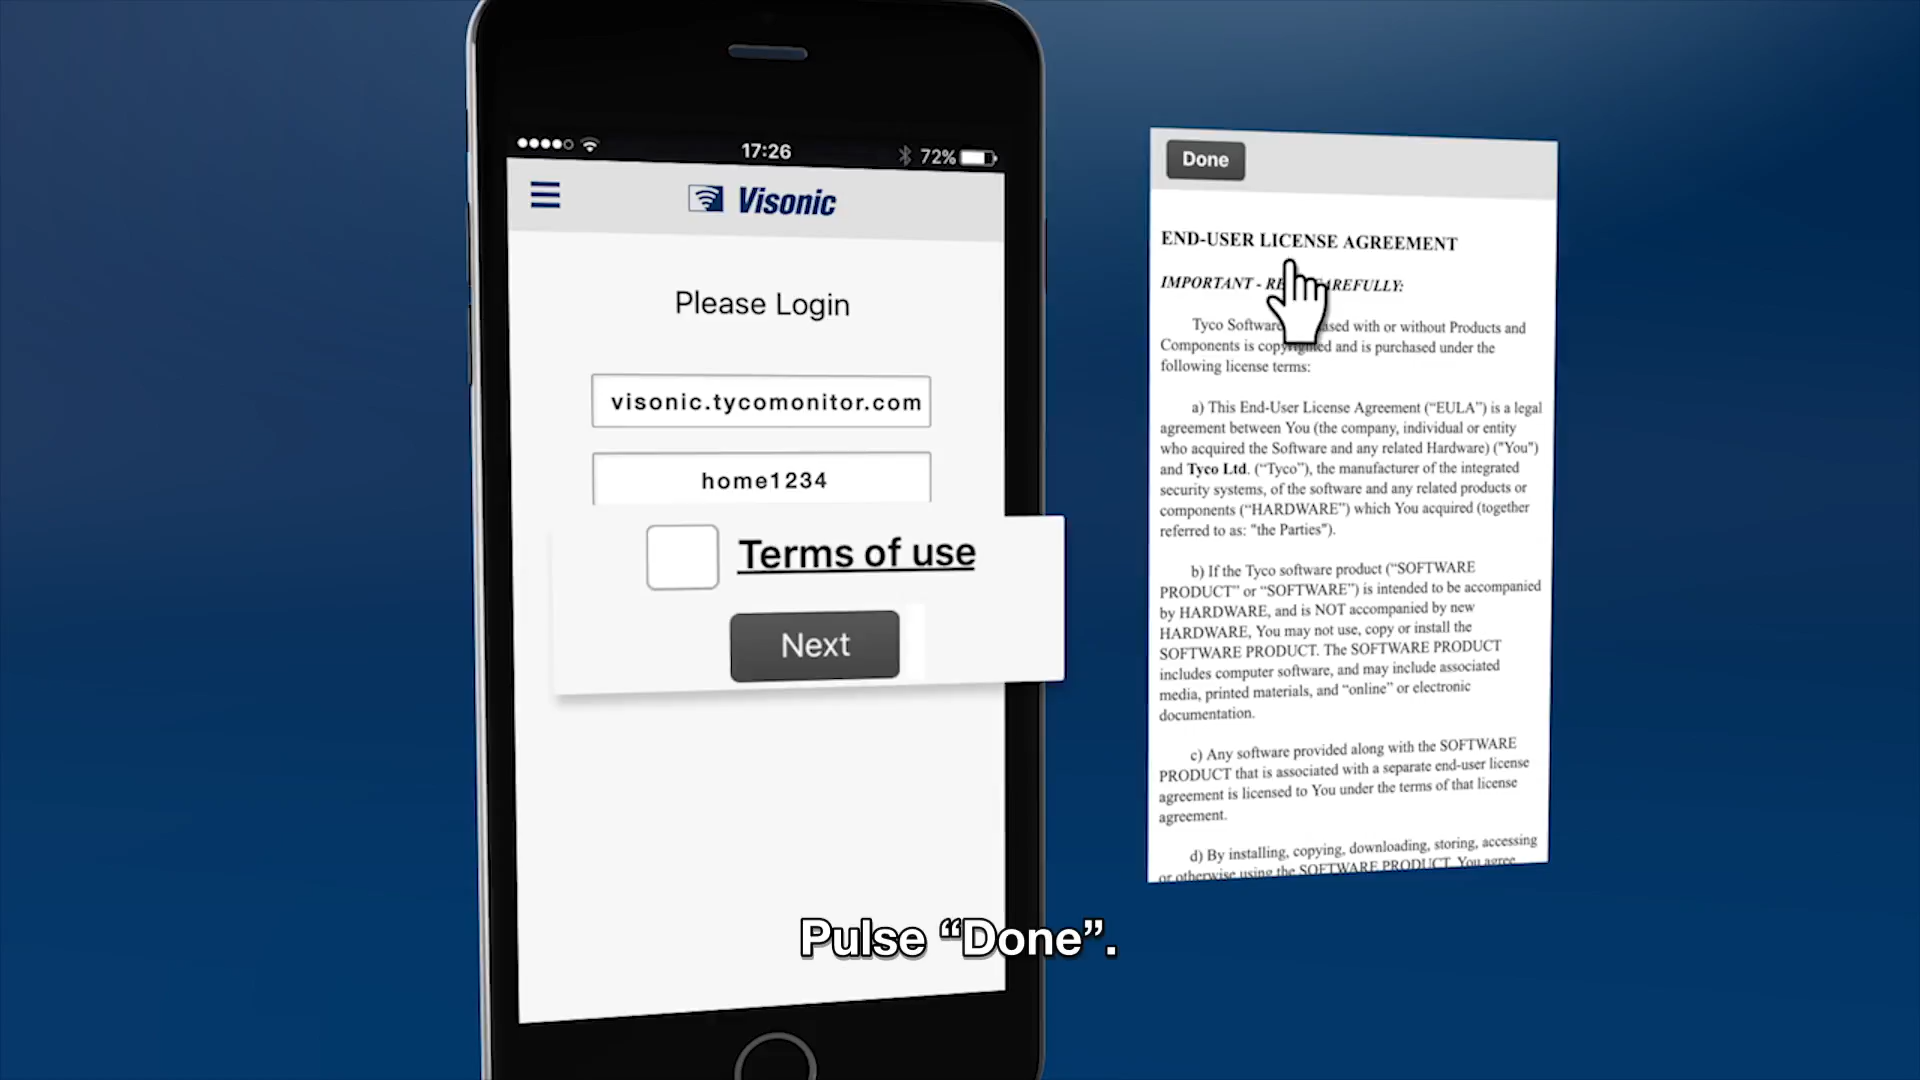 17:26
72%
Visonic
Please Login
visonic.tycomonitor.com
home1234
Terms of use
Next
Done
END-USER LICENSE AGREEMENT
IMPORTANT - RE AREFULLY:
Tyco Software ased with or without Products and
Components is copyrighted and is purchased under the
following license terms:
a) This End-User License Agreement (“EULA”) is a legal
agreement between You (the company, individual or entity
who acquired the Software and any related Hardware) ("You")
and Tyco Ltd. (“Tyco”), the manufacturer of the integrated
security systems, of the software and any related products or
components (“HARDWARE”) which You acquired (together
referred to as: "the Parties").
b) If the Tyco software product (“SOFTWARE
PRODUCT” or “SOFTWARE”) is intended to be accompanied
by HARDWARE, and is NOT accompanied by new
HARDWARE, You may not use, copy or install the
SOFTWARE PRODUCT. The SOFTWARE PRODUCT
includes computer software, and may include associated
media, printed materials, and “online” or electronic
documentation.
c) Any software provided along with the SOFTWARE
PRODUCT that is associated with a separate end-user license
agreement is licensed to You under the terms of that license
agreement.
d) By installing, copying, downloading, storing, accessing
or otherwise using the SOFTWARE PRODUCT, You agree
Pulse “Done”.